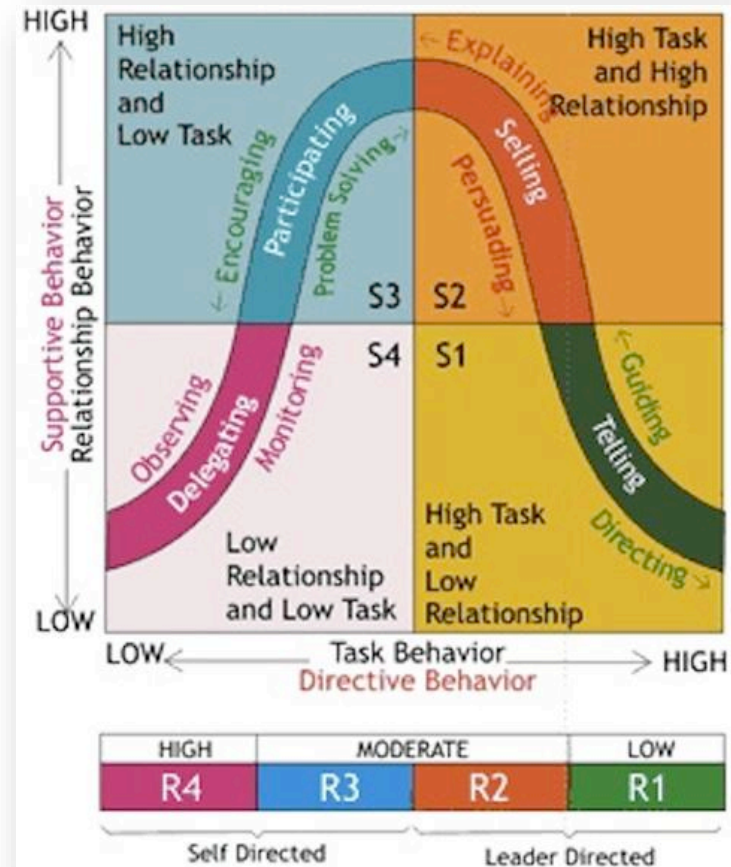 HIGH
High
Relationship
and
Low Task
← Explaining
High Task
and High
Relationship
← Encouraging
Participating
Problem Solving →
Selling
Persuading →
S3
S2
Supportive Behavior
Relationship Behavior
S4
S1
Observing
Delegating
Monitoring
← Guiding
Telling
Directing →
Low
Relationship
and Low Task
High Task
and
Low
Relationship
LOW
LOW
Task Behavior
HIGH
Directive Behavior
HIGH
MODERATE
LOW
R4
R3
R2
R1
Self Directed
Leader Directed